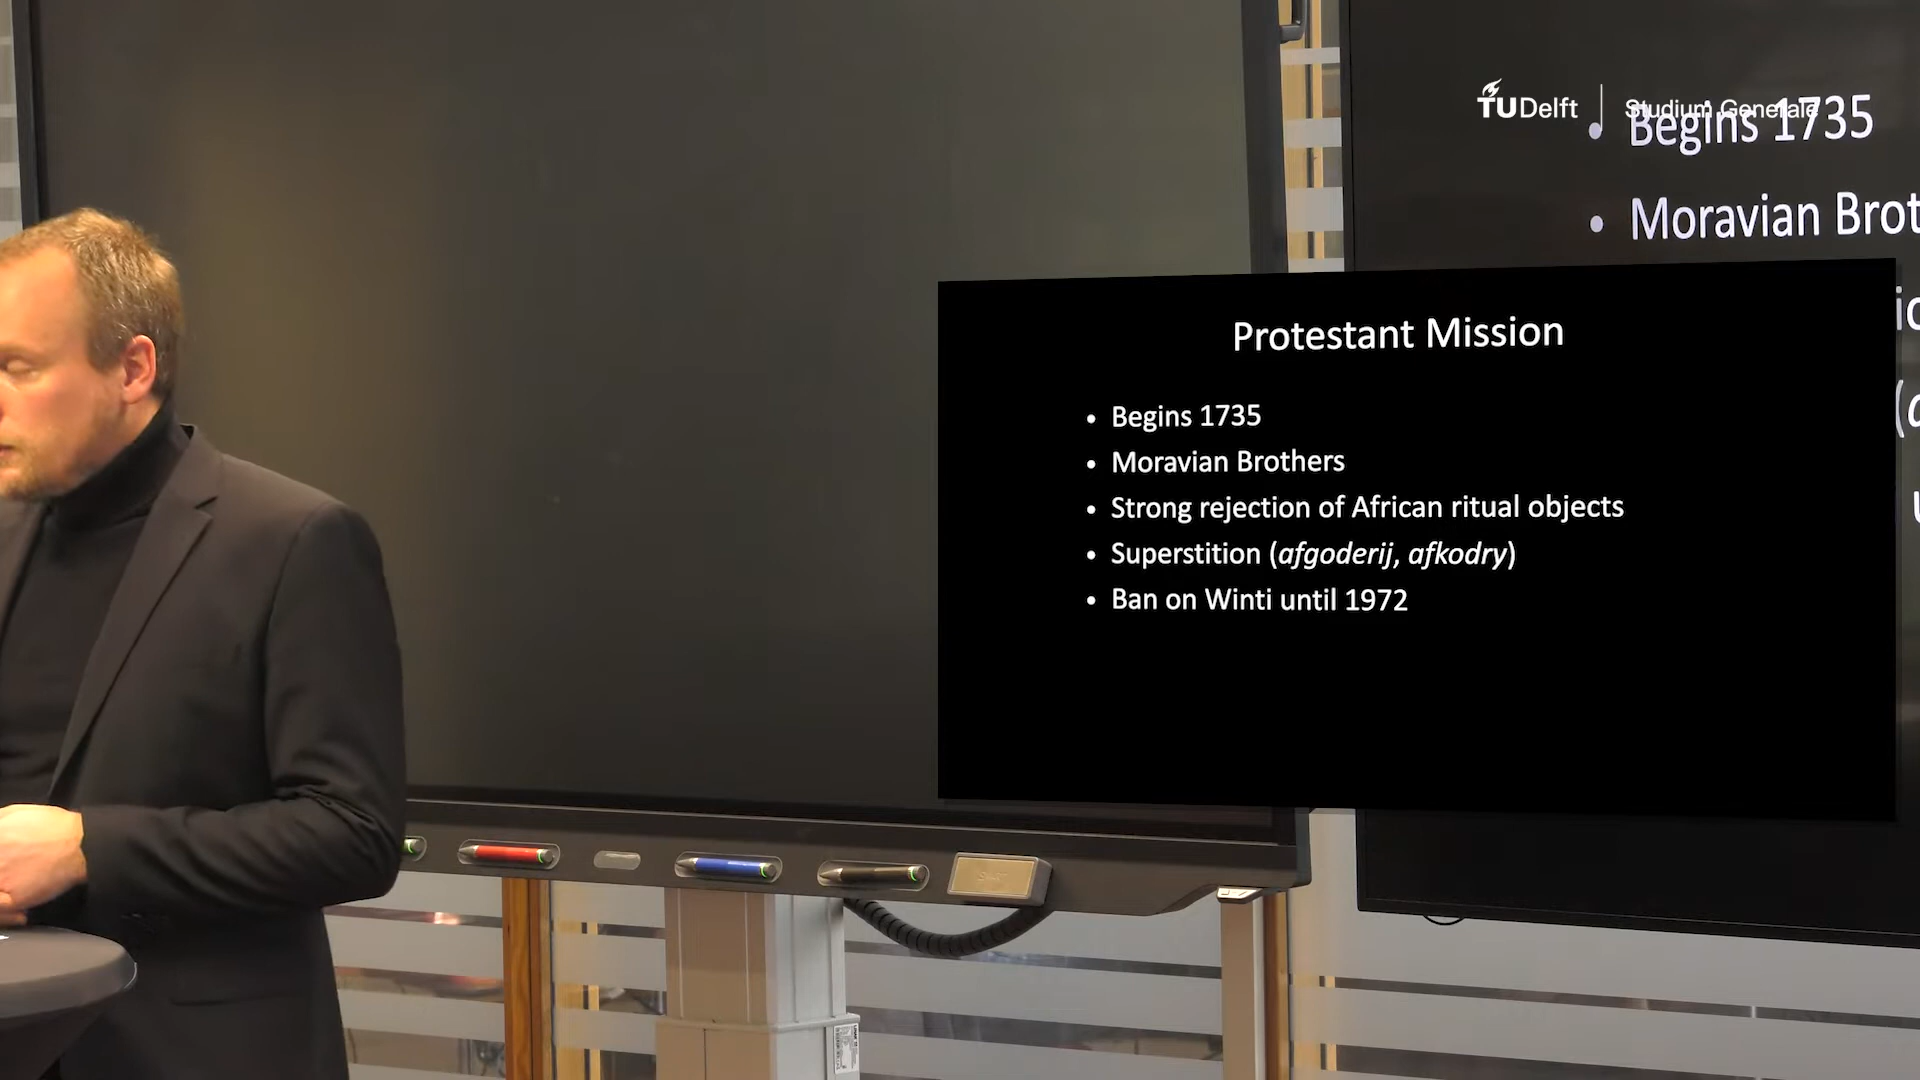 TUDelft
Studium Generale
Begins 1735
Moravian Brot
Protestant Mission
• Begins 1735
• Moravian Brothers
• Strong rejection of African ritual objects
• Superstition (afgoderij, afkodry)
• Ban on Winti until 1972